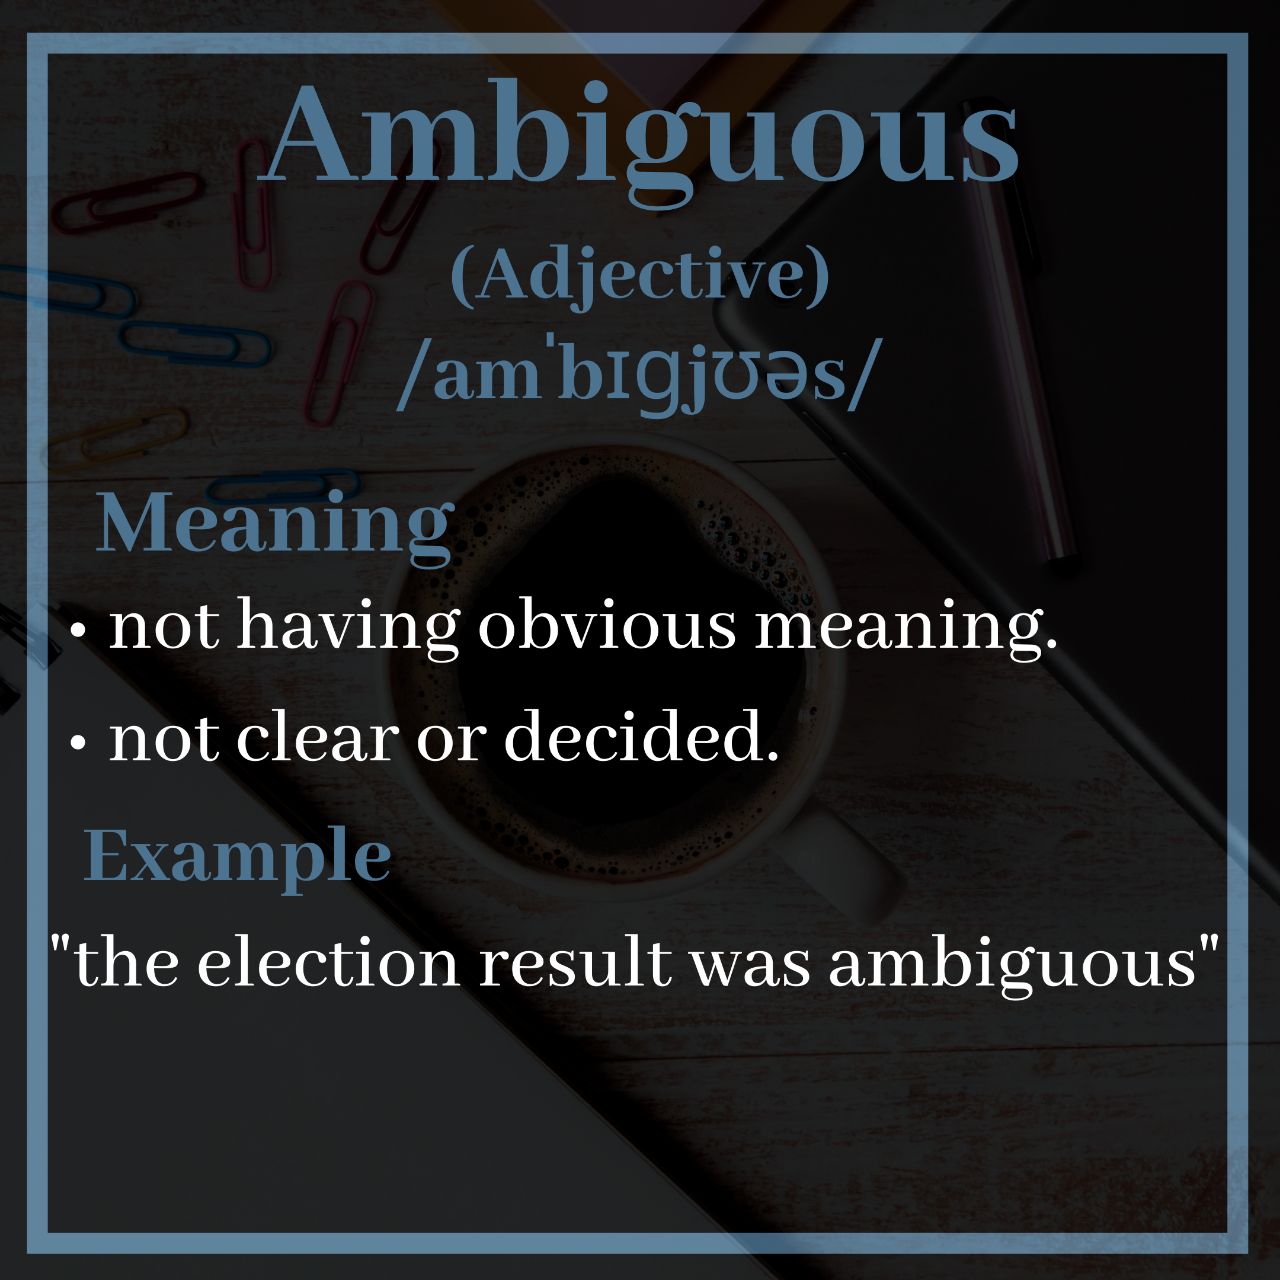 Ambiguous
(Adjective)
/amˈbɪɡjʊəs/
Meaning
• not having obvious meaning.
• not clear or decided.
Example
"the election result was ambiguous"